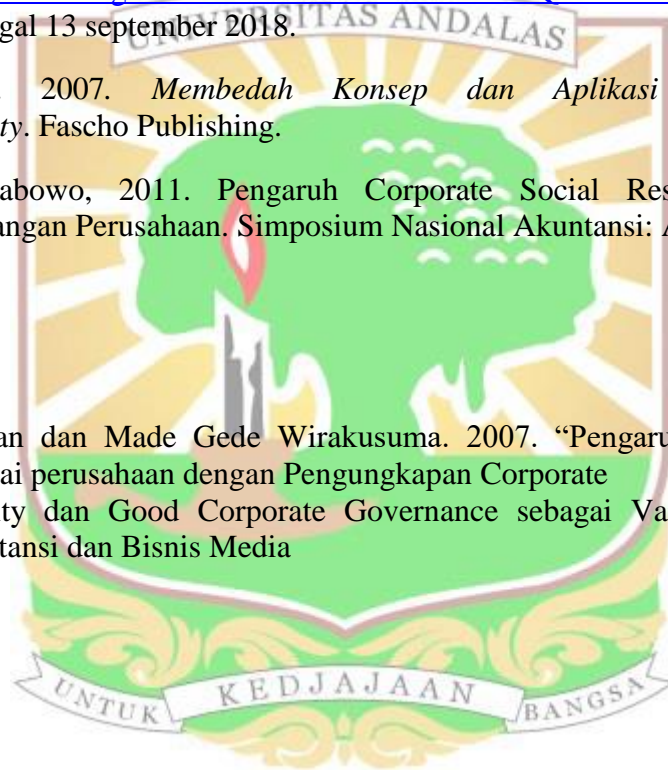 gal 13 september 2018.
UNIVERSITAS ANDALAS
2007. Membedah Konsep dan Aplikasi
ty. Fascho Publishing.
abowo, 2011. Pengaruh Corporate Social Res
angan Perusahaan. Simposium Nasional Akuntansi: A
an dan Made Gede Wirakusuma. 2007. “Pengaru
ai perusahaan dengan Pengungkapan Corporate
ity dan Good Corporate Governance sebagai Va
tansi dan Bisnis Media
UNTUK KEDJAJAAN BANGSA